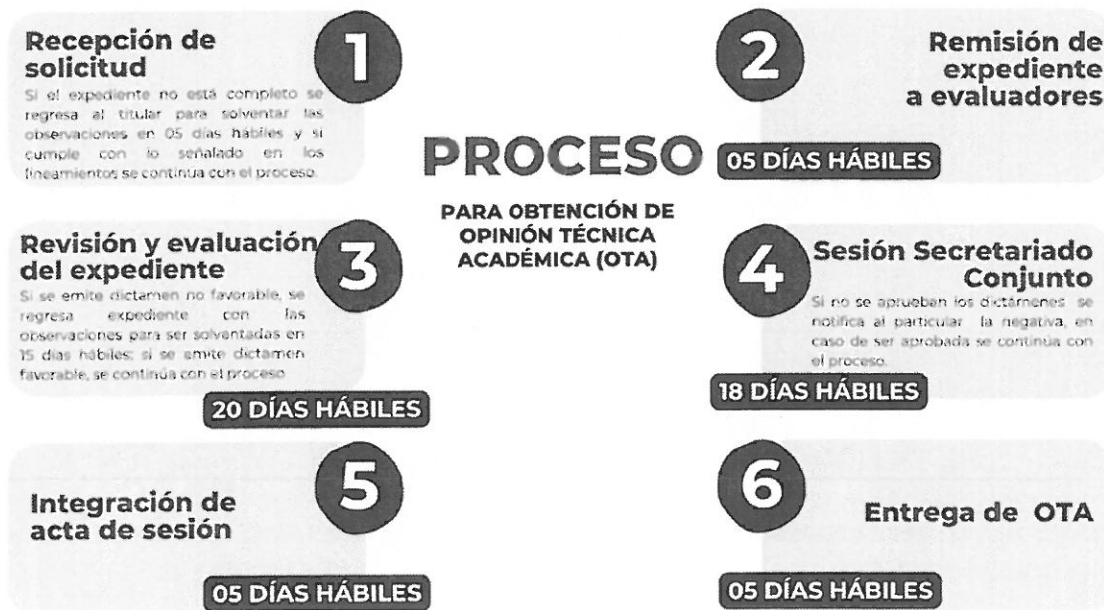 1
Recepción de
solicitud
Si el expediente no está completo se
regresa al titular para solventar las
observaciones en 05 días hábiles y si
cumple con lo señalado en los
lineamientos se continua con el proceso.
2
Remisión de
expediente
a evaluadores
05 DÍAS HÁBILES
PROCESO
PARA OBTENCIÓN DE
OPINIÓN TÉCNICA
ACADÉMICA (OTA)
3
Revisión y evaluación
del expediente
Si se emite dictamen no favorable, se
regresa expediente con las
observaciones para ser solventadas en
15 días hábiles; si se emite dictamen
favorable, se continúa con el proceso
20 DÍAS HÁBILES
4
Sesión Secretariado
Conjunto
Si no se aprueban los dictámenes se
notifica al particular la negativa, en
caso de ser aprobada se continúa con
el proceso.
18 DÍAS HÁBILES
5
Integración de
acta de sesión
05 DÍAS HÁBILES
6
Entrega de OTA
05 DÍAS HÁBILES